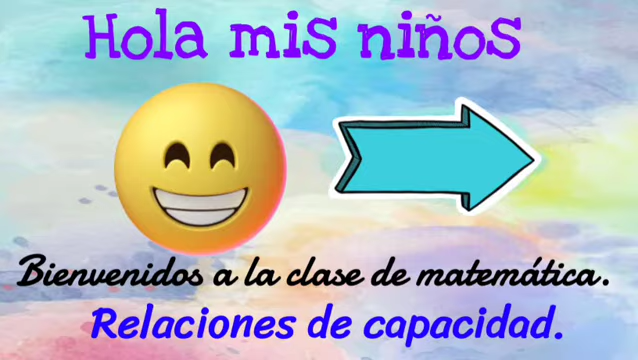 Hola mis niños
Bienvenidos a la clase de matemática.
Relaciones de capacidad.